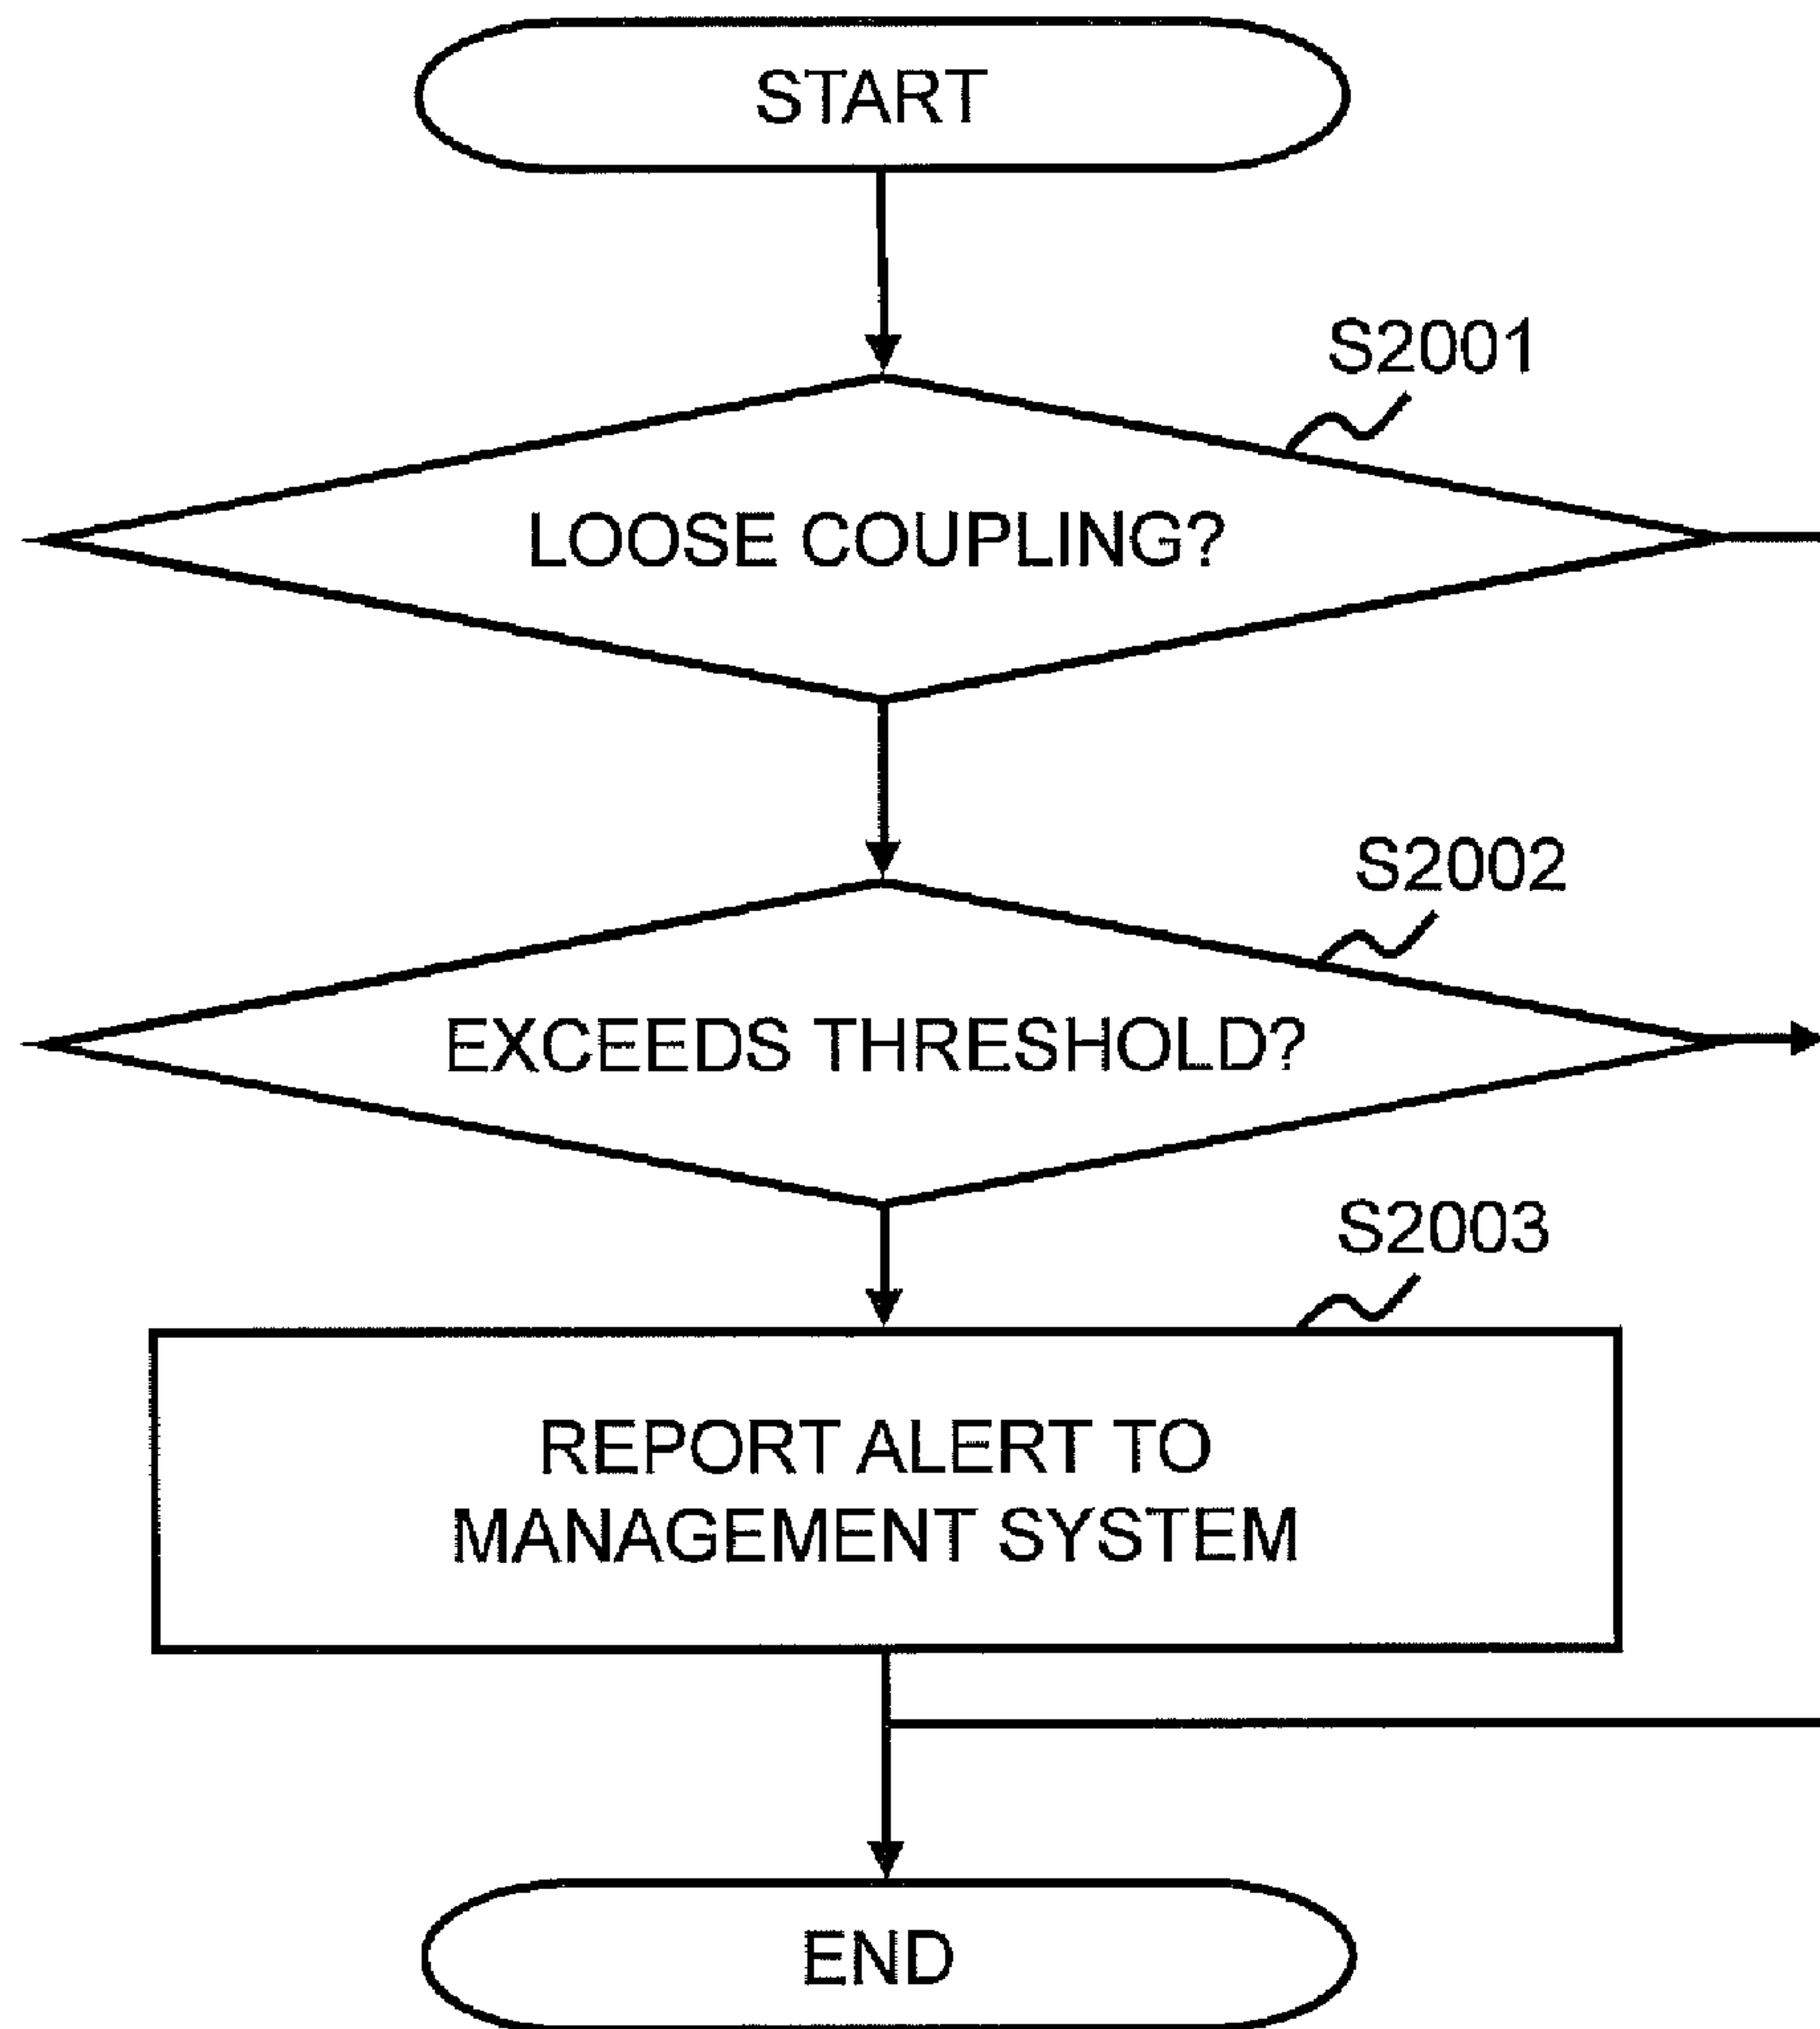 START
S2001
LOOSE COUPLING?
S2002
EXCEEDS THRESHOLD?
S2003
REPORT ALERT TO
MANAGEMENT SYSTEM
END